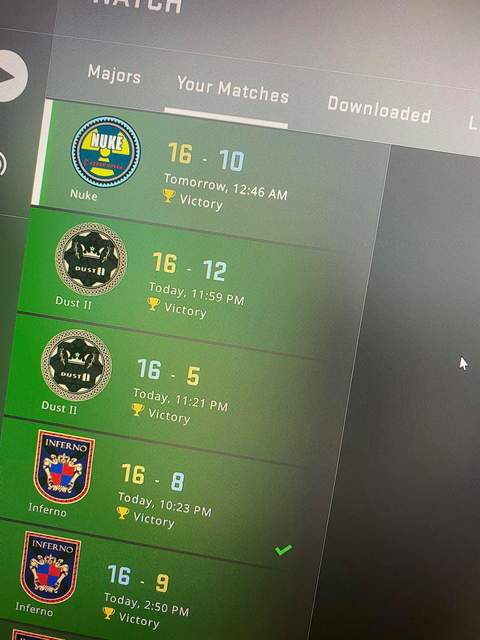 WATCH
Majors Your Matches Downloaded L
NUKE
16 - 10
Tomorrow, 12:46 AM
Victory
Nuke
DUST II
16 - 12
Today, 11:59 PM
Victory
Dust II
DUST II
16 - 5
Today, 11:21 PM
Victory
Dust II
INFERNO
16 - 8
Today, 10:23 PM
Victory
Inferno
INFERNO
16 - 9
Today, 2:50 PM
Victory
Inferno